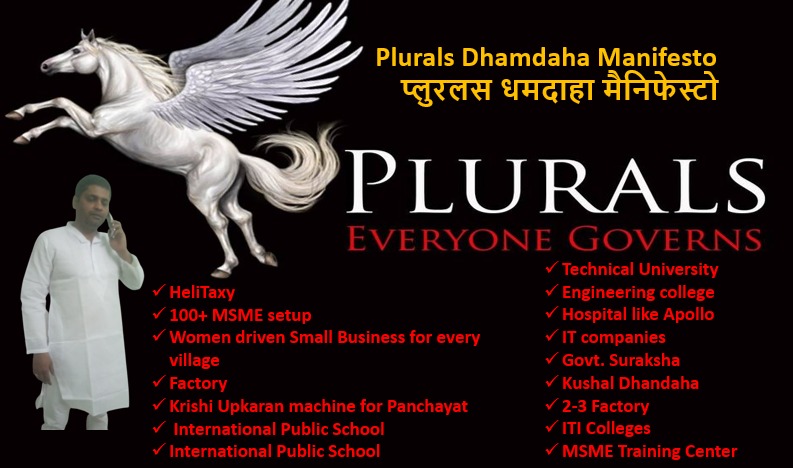 Plurals Dhamdaha Manifesto
प्लुरलस धमदाहा मैनिफेस्टो
PLURALS
EVERYONE GOVERNS
✓ HeliTaxy
✓ 100+ MSME setup
✓ Women driven Small Business for every
village
✓ Factory
✓ Krishi Upkaran machine for Panchayat
✓ International Public School
✓ International Public School
✓ Technical University
✓ Engineering college
✓ Hospital like Apollo
✓ IT companies
✓ Govt. Suraksha
✓ Kushal Dhandaha
✓ 2-3 Factory
✓ ITI Colleges
✓ MSME Training Center